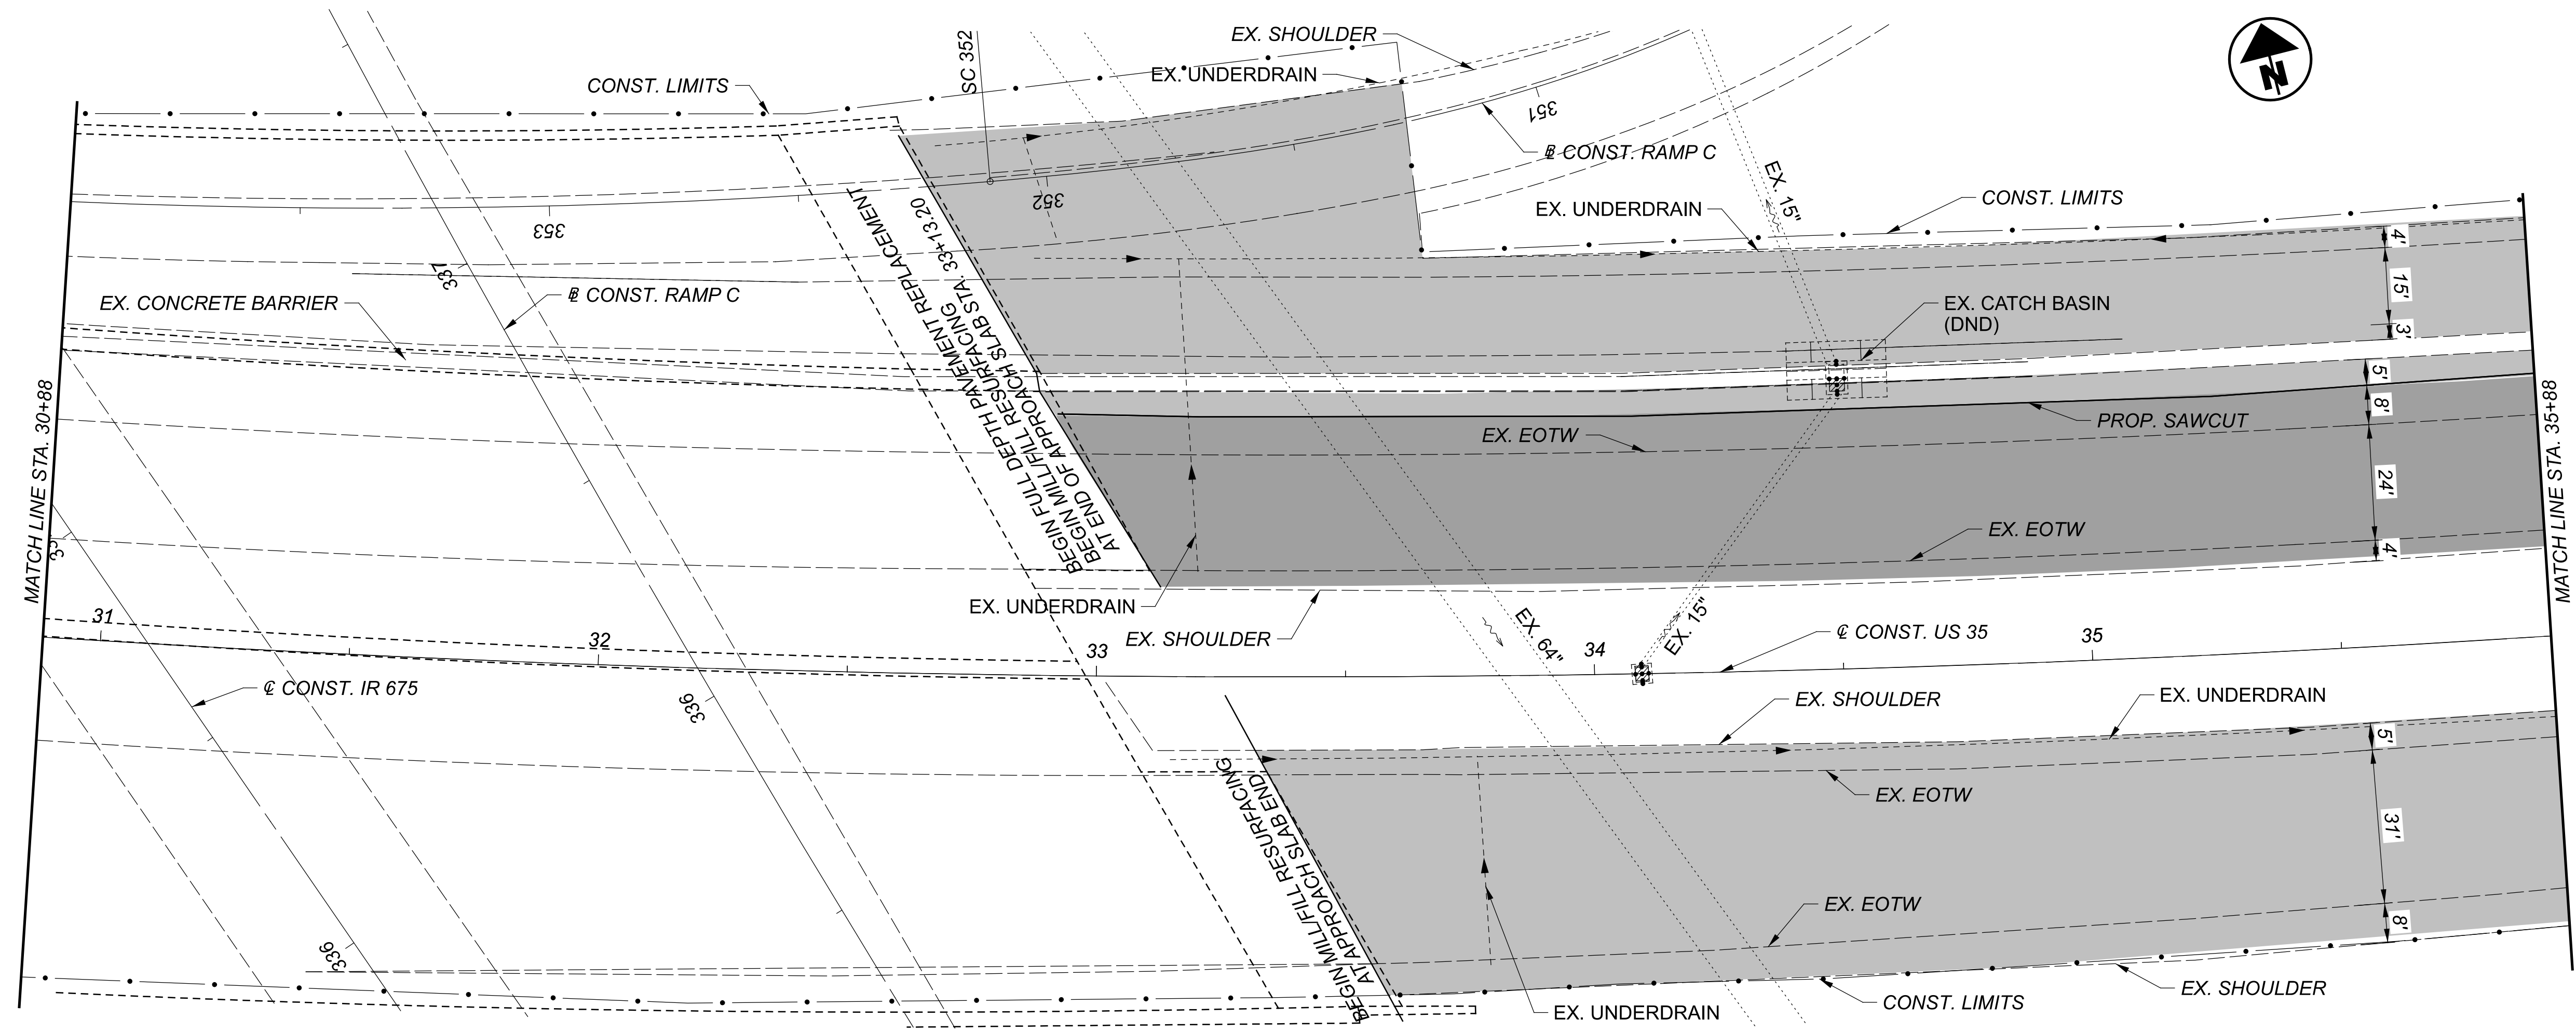 EX. SHOULDER
SC 352
EX. UNDERDRAIN
CONST. LIMITS
N
351
℄ CONST. RAMP C
EX. 15"
352
EX. UNDERDRAIN
CONST. LIMITS
353
337
℄ CONST. RAMP C
EX. CONCRETE BARRIER
BEGIN FULL DEPTH PAVEMENT REPLACEMENT
BEGIN MILL/FILL RESURFACING
AT END OF APPROACH SLAB STA. 33+13.20
4'
15'
3'
EX. CATCH BASIN
(DND)
5'
8'
PROP. SAWCUT
EX. EOTW
24'
EX. EOTW
4'
MATCH LINE STA. 30+88
MATCH LINE STA. 35+88
EX. UNDERDRAIN
EX. SHOULDER
31
32
33
34
35
EX. 64"
EX. 15"
℄ CONST. US 35
℄ CONST. IR 675
336
EX. SHOULDER
EX. UNDERDRAIN
5'
EX. EOTW
BEGIN MILL/FILL RESURFACING
AT APPROACH SLAB END
31'
EX. EOTW
8'
336
EX. UNDERDRAIN
CONST. LIMITS
EX. SHOULDER